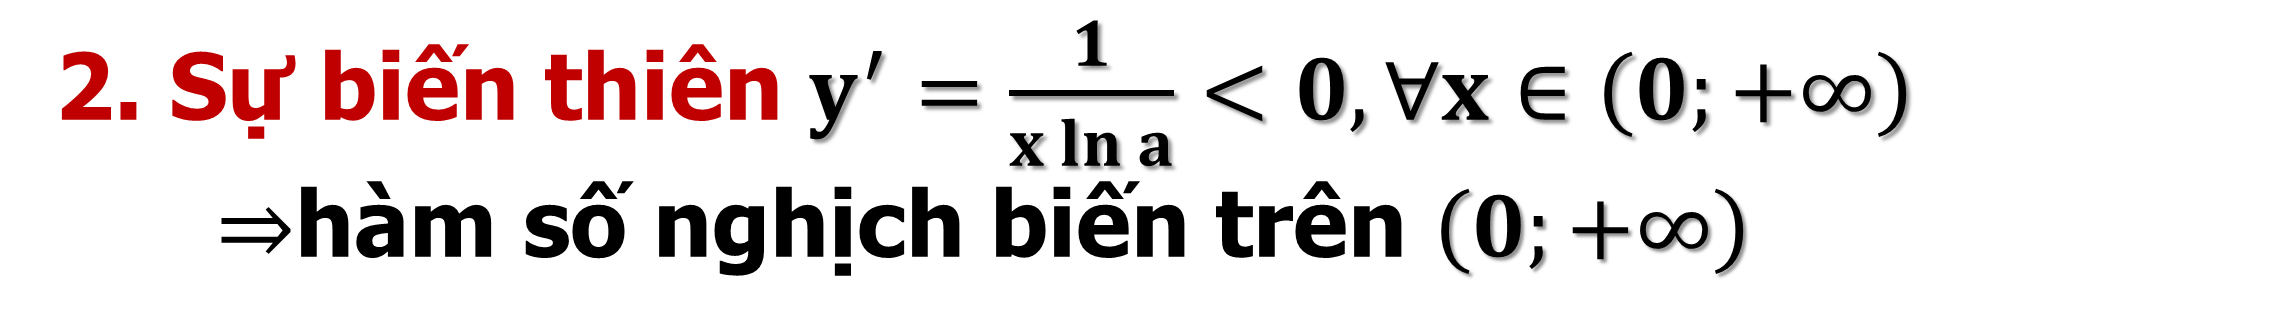 2. Sự biến thiên y′ = 1/(x ln a) < 0, ∀x ∈ (0; +∞)
⇒hàm số nghịch biến trên (0; +∞)